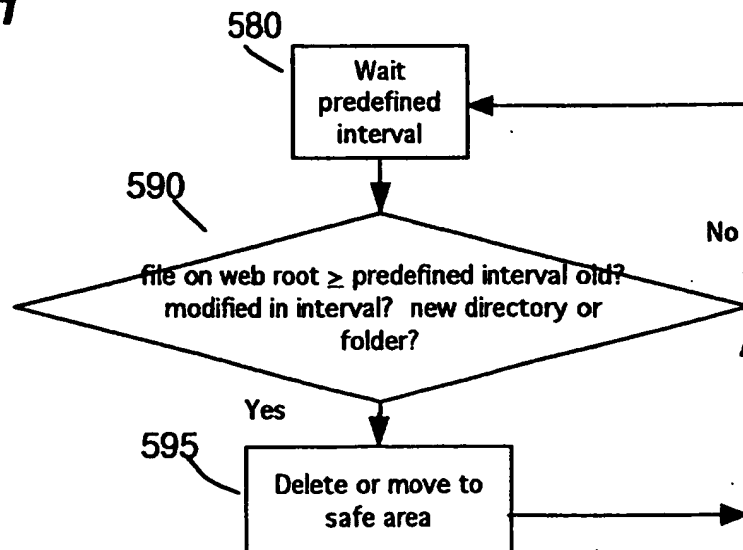 580
Wait
predefined
interval
590
No
file on web root ≥ predefined interval old?
modified in interval? new directory or
folder?
Yes
595
Delete or move to
safe area